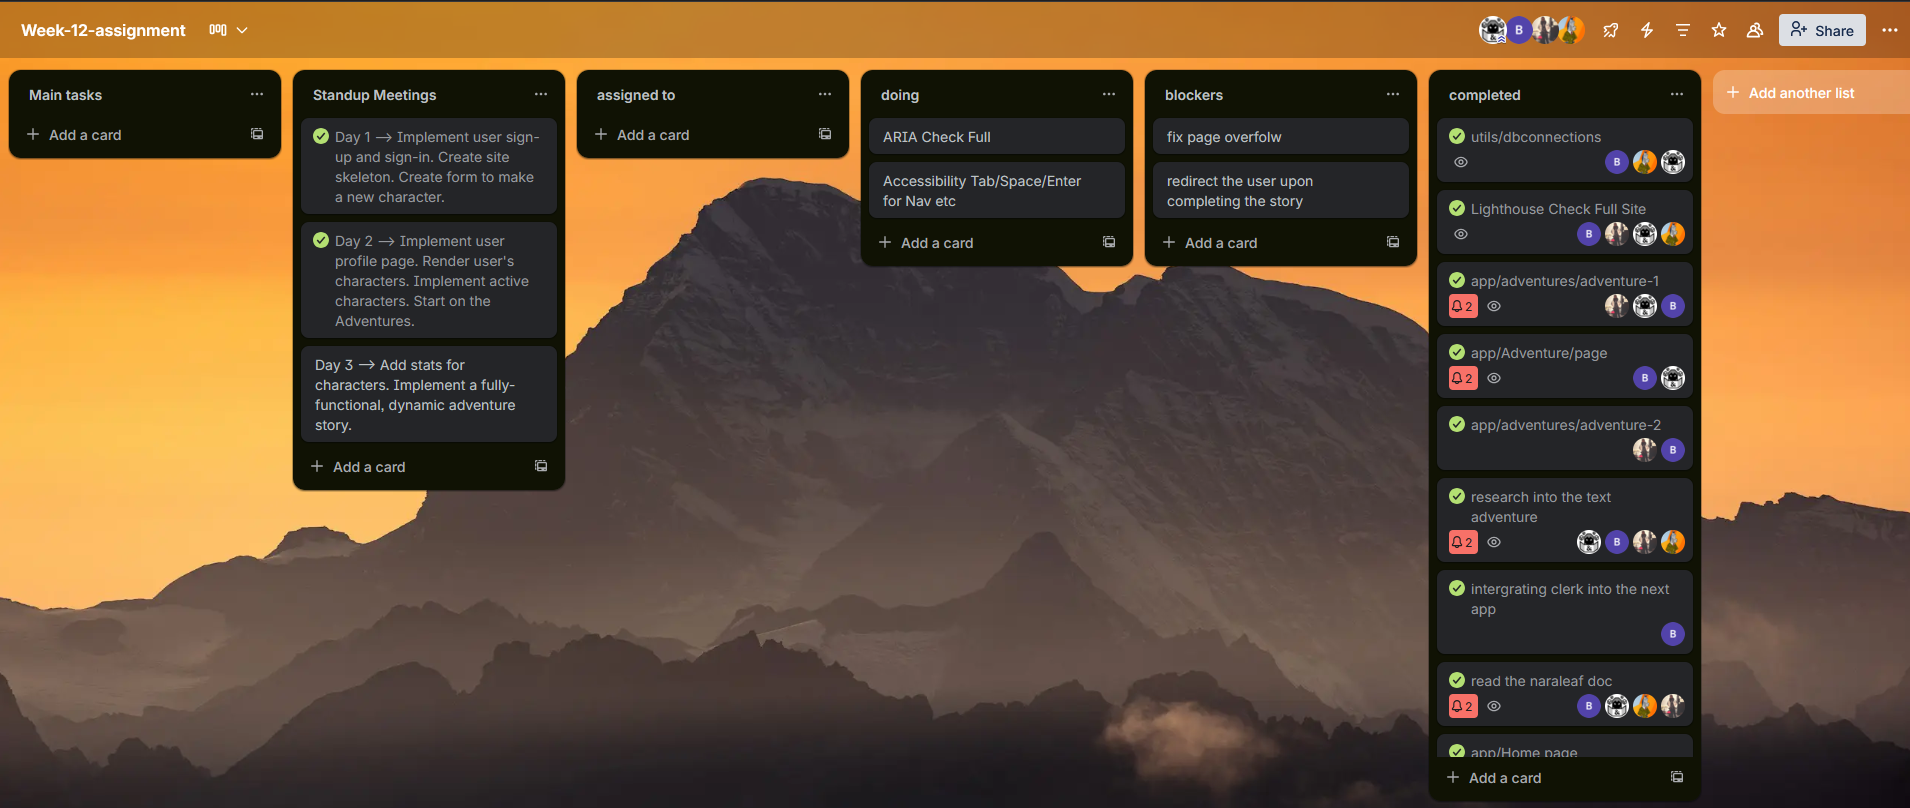 Week-12-assignment
B
Share
Main tasks
Add a card
Standup Meetings
Day 1 --> Implement user sign-
up and sign-in. Create site
skeleton. Create form to make
a new character.
Day 2 --> Implement user
profile page. Render user's
characters. Implement active
characters. Start on the
Adventures.
Day 3 --> Add stats for
characters. Implement a fully-
functional, dynamic adventure
story.
Add a card
assigned to
Add a card
doing
ARIA Check Full
Accessibility Tab/Space/Enter
for Nav etc
Add a card
blockers
fix page overfolw
redirect the user upon
completing the story
Add a card
completed
utils/dbconnections
B
Lighthouse Check Full Site
B
app/adventures/adventure-1
2 B
app/Adventure/page
2 B
app/adventures/adventure-2
B
research into the text
adventure
2 B
intergrating clerk into the next
app
B
read the naraleaf doc
2 B
app/Home page
Add a card
Add another list